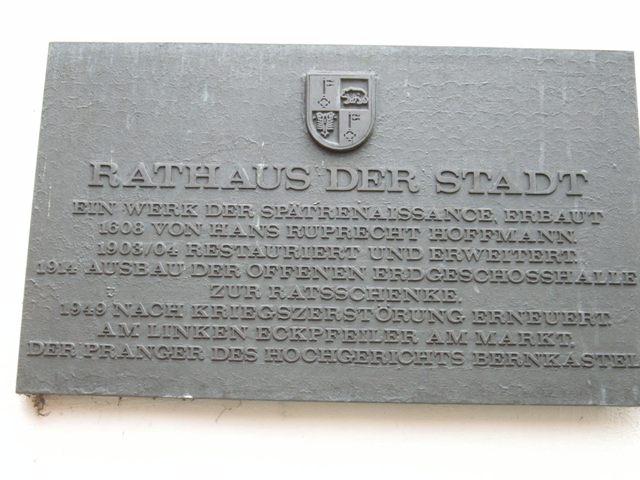 RATHAUS DER STADT
EIN WERK DER SPÄTRENAISSANCE, ERBAUT
1608 VON HANS RUPRECHT HOFFMANN.
1903/04 RESTAURIERT UND ERWEITERT.
1914 AUSBAU DER OFFENEN ERDGESCHOSSHALLE
ZUR RATSSCHENKE.
1949 NACH KRIEGSZERSTÖRUNG ERNEUERT.
AM LINKEN ECKPFEILER AM MARKT.
DER PRANGER DES HOCHGERICHTS BERNKASTEL